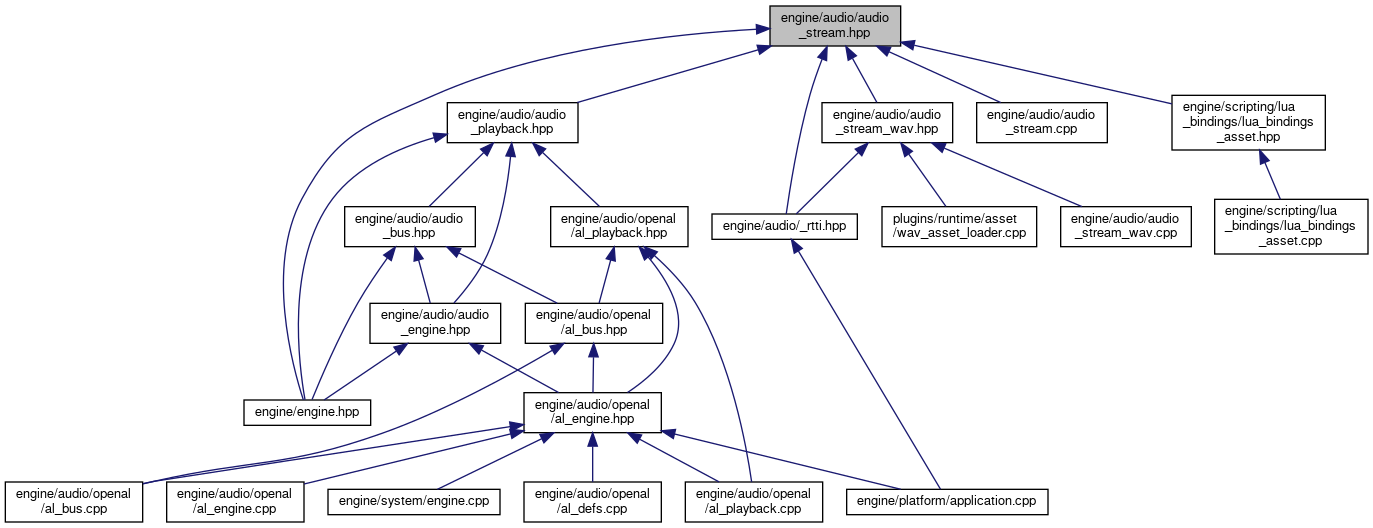 engine/audio/audio
_stream.hpp
engine/audio/audio
_playback.hpp
engine/audio/audio
_stream_wav.hpp
engine/audio/audio
_stream.cpp
engine/scripting/lua
_bindings/lua_bindings
_asset.hpp
engine/audio/audio
_bus.hpp
engine/audio/openal
/al_playback.hpp
engine/audio/_rtti.hpp
plugins/runtime/asset
/wav_asset_loader.cpp
engine/audio/audio
_stream_wav.cpp
engine/scripting/lua
_bindings/lua_bindings
_asset.cpp
engine/audio/audio
_engine.hpp
engine/audio/openal
/al_bus.hpp
engine/engine.hpp
engine/audio/openal
/al_engine.hpp
engine/audio/openal
/al_bus.cpp
engine/audio/openal
/al_engine.cpp
engine/system/engine.cpp
engine/audio/openal
/al_defs.cpp
engine/audio/openal
/al_playback.cpp
engine/platform/application.cpp